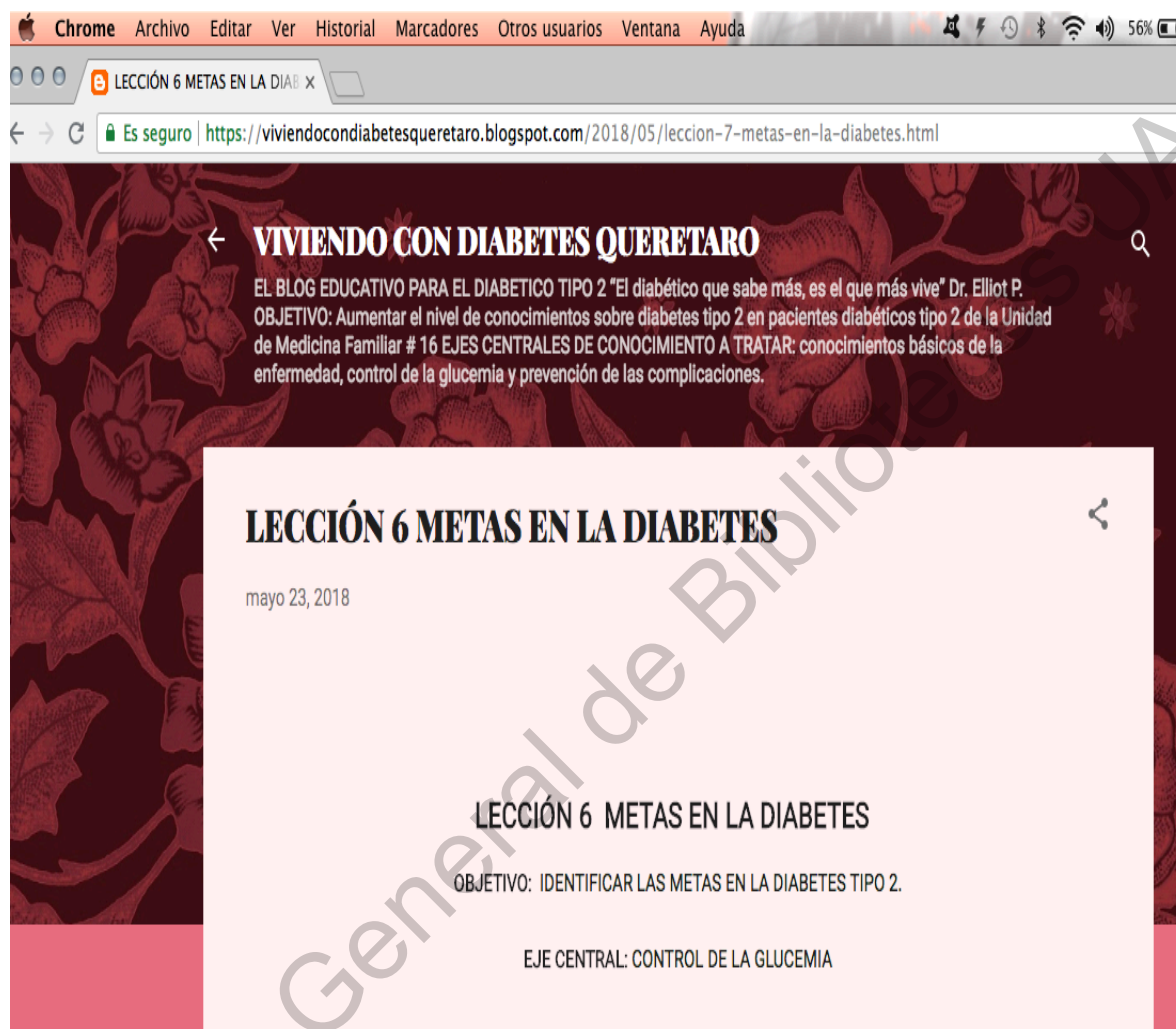 Chrome Archivo Editar Ver Historial Marcadores Otros usuarios Ventana Ayuda 56%
LECCIÓN 6 METAS EN LA DIAB
Es seguro | https://viviendocondiabetesqueretaro.blogspot.com/2018/05/leccion-7-metas-en-la-diabetes.html
VIVIENDO CON DIABETES QUERETARO
EL BLOG EDUCATIVO PARA EL DIABETICO TIPO 2 “El diabético que sabe más, es el que más vive” Dr. Elliot P.
OBJETIVO: Aumentar el nivel de conocimientos sobre diabetes tipo 2 en pacientes diabéticos tipo 2 de la Unidad
de Medicina Familiar # 16 EJES CENTRALES DE CONOCIMIENTO A TRATAR: conocimientos básicos de la
enfermedad, control de la glucemia y prevención de las complicaciones.
LECCIÓN 6 METAS EN LA DIABETES
mayo 23, 2018
LECCIÓN 6 METAS EN LA DIABETES
OBJETIVO: IDENTIFICAR LAS METAS EN LA DIABETES TIPO 2.
EJE CENTRAL: CONTROL DE LA GLUCEMIA
General de